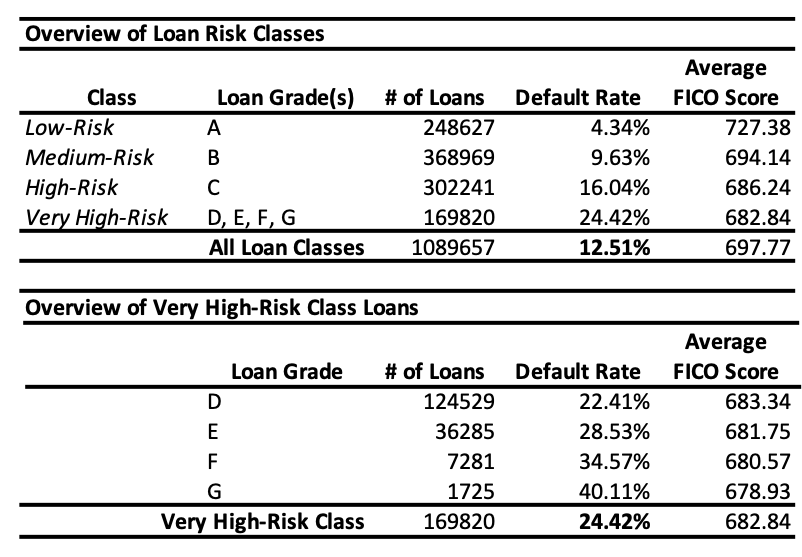 Overview of Loan Risk Classes
Average
Class Loan Grade(s) # of Loans Default Rate FICO Score
Low-Risk A 248627 4.34% 727.38
Medium-Risk B 368969 9.63% 694.14
High-Risk C 302241 16.04% 686.24
Very High-Risk D, E, F, G 169820 24.42% 682.84
All Loan Classes 1089657 12.51% 697.77
Overview of Very High-Risk Class Loans
Average
Loan Grade # of Loans Default Rate FICO Score
D 124529 22.41% 683.34
E 36285 28.53% 681.75
F 7281 34.57% 680.57
G 1725 40.11% 678.93
Very High-Risk Class 169820 24.42% 682.84